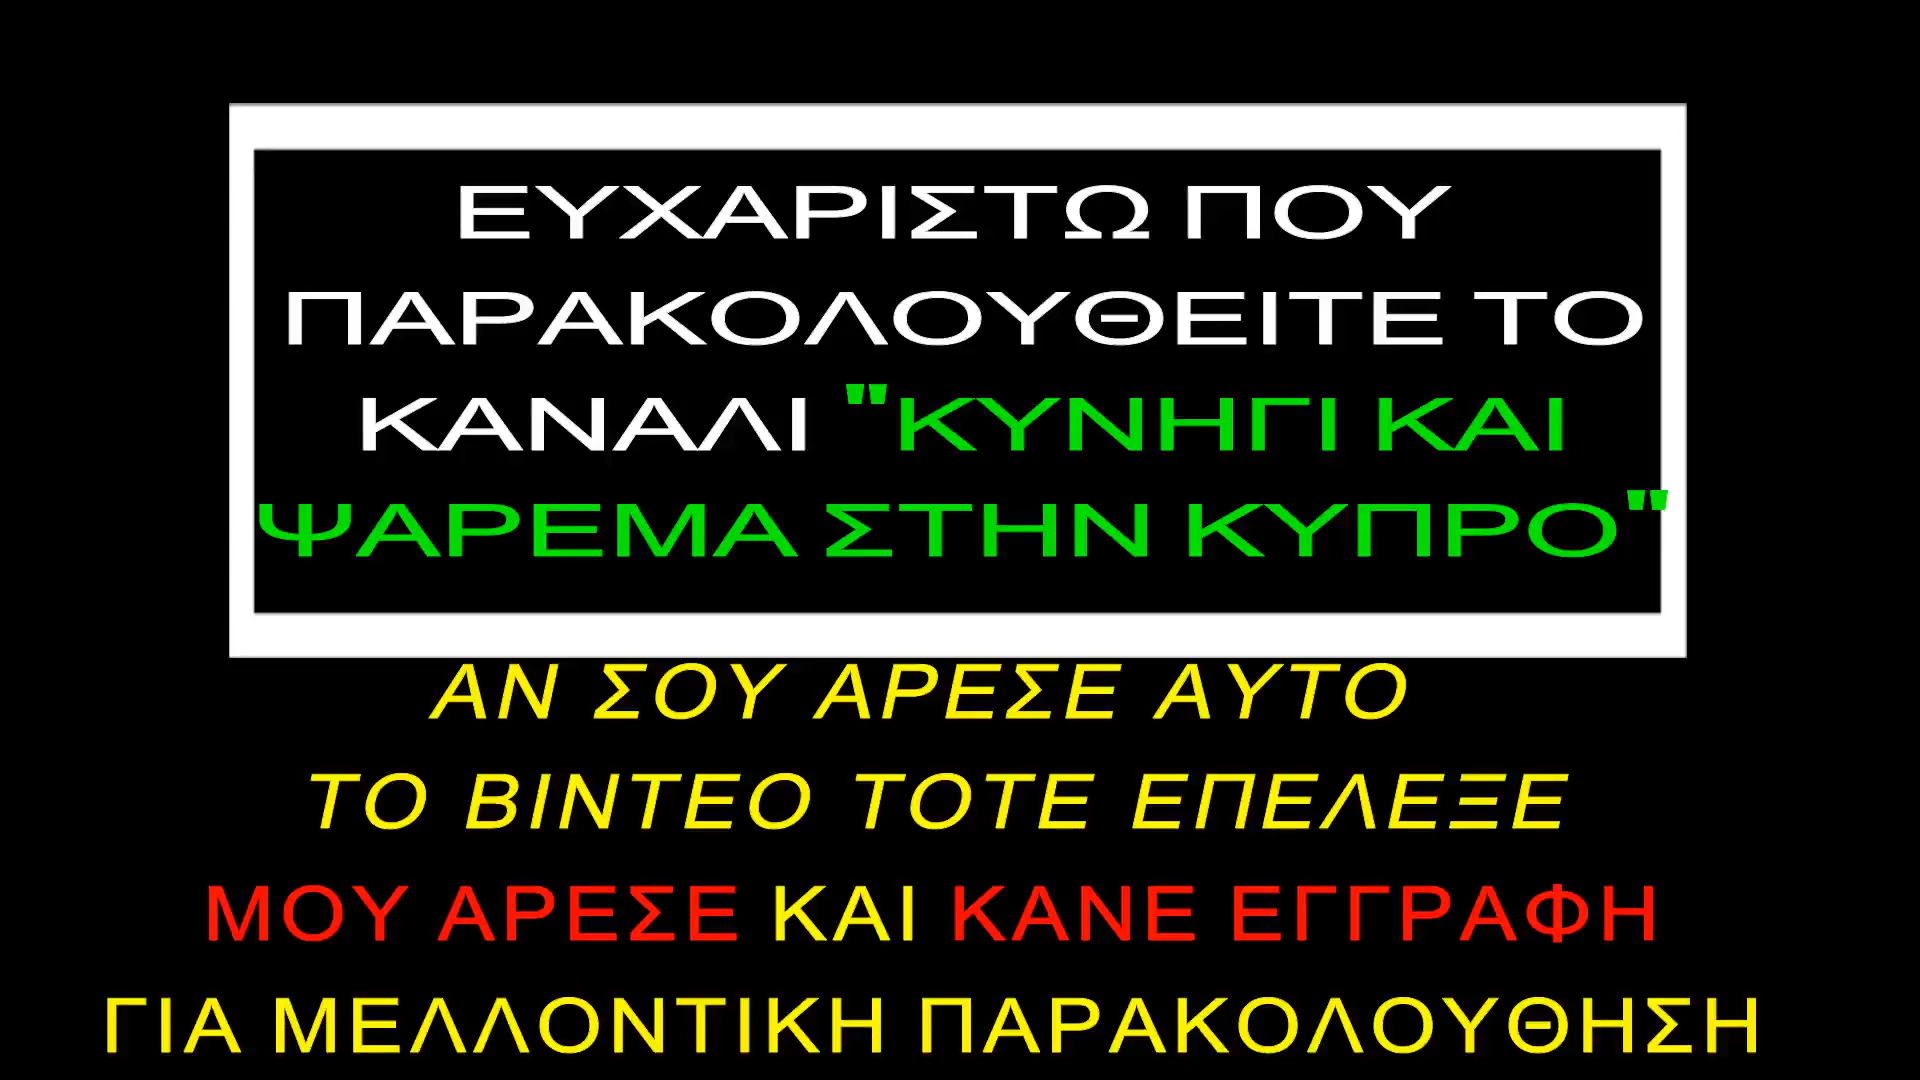 ΕΥΧΑΡΙΣΤΩ ΠΟΥ
ΠΑΡΑΚΟΛΟΥΘΕΙΤΕ ΤΟ
ΚΑΝΑΛΙ "ΚΥΝΗΓΙ ΚΑΙ
ΨΑΡΕΜΑ ΣΤΗΝ ΚΥΠΡΟ"
ΑΝ ΣΟΥ ΑΡΕΣΕ ΑΥΤΟ
ΤΟ ΒΙΝΤΕΟ ΤΟΤΕ ΕΠΕΛΕΞΕ
ΜΟΥ ΑΡΕΣΕ ΚΑΙ ΚΑΝΕ ΕΓΓΡΑΦΗ
ΓΙΑ ΜΕΛΛΟΝΤΙΚΗ ΠΑΡΑΚΟΛΟΥΘΗΣΗ